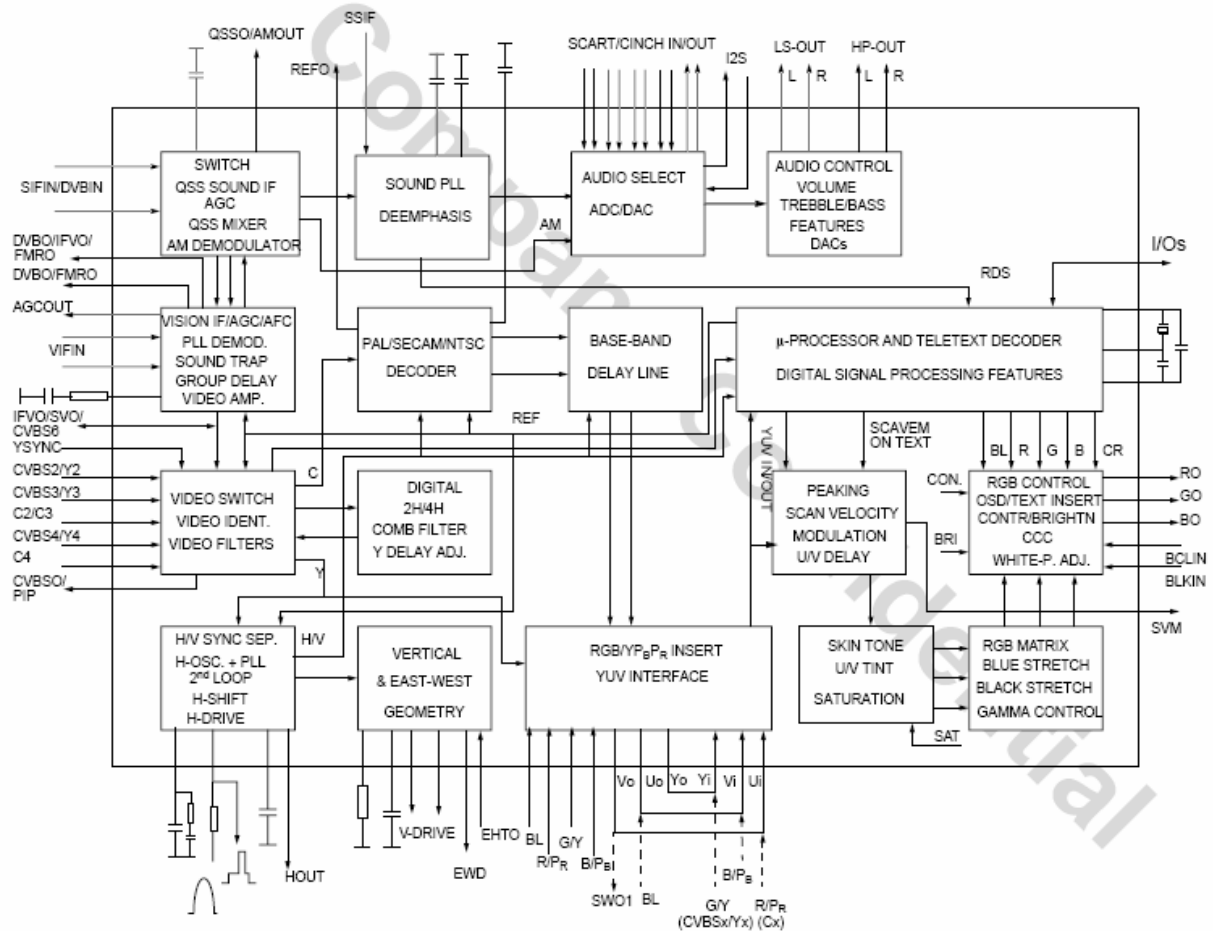 SSIF
QSSO/AMOUT
REFO
SCART/CINCH IN/OUT
I2S
LS-OUT
HP-OUT
L
R
L
R
SIFIN/DVBIN
SWITCH
QSS SOUND IF
AGC
QSS MIXER
AM DEMODULATOR
SOUND PLL
DEEMPHASIS
AM
AUDIO SELECT
ADC/DAC
AUDIO CONTROL
VOLUME
TREBBLE/BASS
FEATURES
DACs
DVBO/IFVO/
FMRO
DVBO/FMRO
AGCOUT
VIFIN
IFVO/SVO/
CVBS6
YSYNC
I/Os
RDS
VISION IF/AGC/AFC
PLL DEMOD.
SOUND TRAP
GROUP DELAY
VIDEO AMP.
PAL/SECAM/NTSC
DECODER
BASE-BAND
DELAY LINE
µ-PROCESSOR AND TELETEXT DECODER
DIGITAL SIGNAL PROCESSING FEATURES
REF
YUV IN/OUT
SCAVEM
ON TEXT
BL
R
G
B
CR
CVBS2/Y2
CVBS3/Y3
C2/C3
CVBS4/Y4
C4
CVBSO/
PIP
VIDEO SWITCH
VIDEO IDENT.
VIDEO FILTERS
C
Y
DIGITAL
2H/4H
COMB FILTER
Y DELAY ADJ.
PEAKING
SCAN VELOCITY
MODULATION
U/V DELAY
CON.
BRI
RGB CONTROL
OSD/TEXT INSERT
CONTR/BRIGHTN
CCC
WHITE-P. ADJ.
RO
GO
BO
BCLIN
BLKIN
SVM
H/V SYNC SEP.
H-OSC. + PLL
2nd LOOP
H-SHIFT
H-DRIVE
H/V
VERTICAL
& EAST-WEST
GEOMETRY
RGB/YPBPR INSERT
YUV INTERFACE
SKIN TONE
U/V TINT
SATURATION
SAT
RGB MATRIX
BLUE STRETCH
BLACK STRETCH
GAMMA CONTROL
HOUT
V-DRIVE
EWD
EHTO
BL
R/PR
G/Y
B/PB
Vo
Uo
Yo
Yi
Vi
Ui
SWO1
BL
G/Y
(CVBSx/Yx)
B/PB
R/PR
(Cx)
Company Confidential